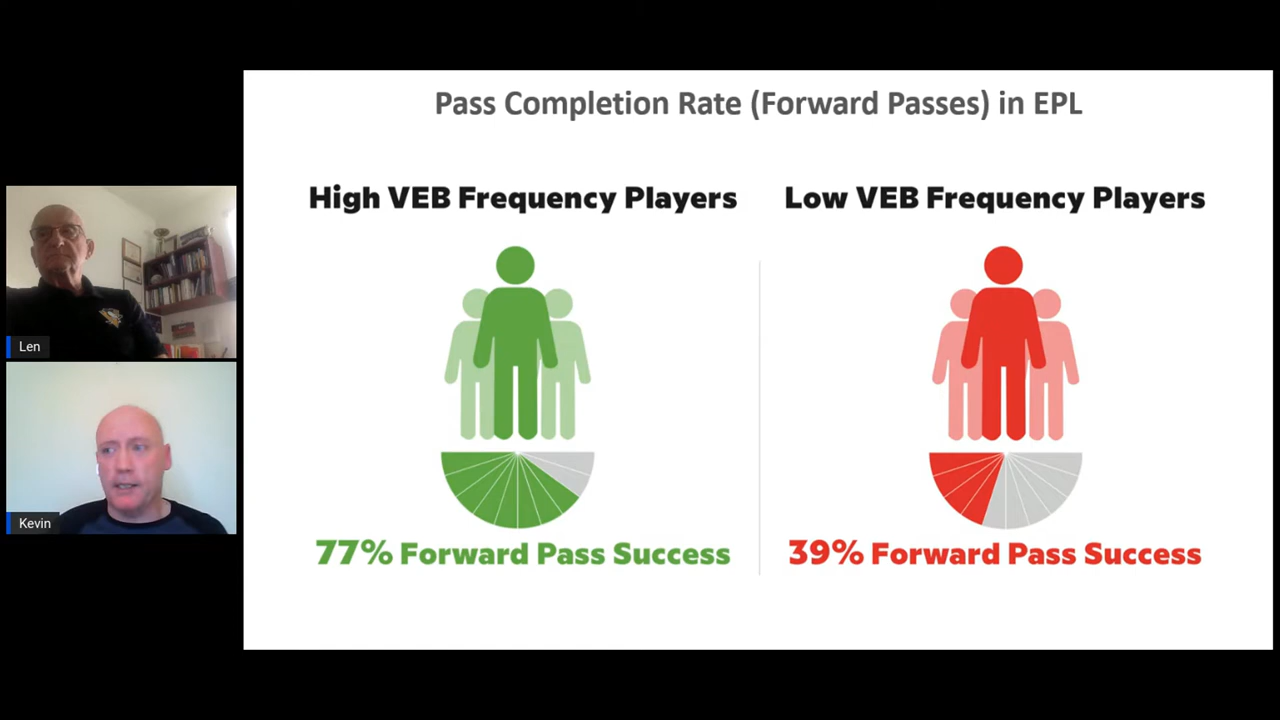 Pass Completion Rate (Forward Passes) in EPL
High VEB Frequency Players
Low VEB Frequency Players
77% Forward Pass Success
39% Forward Pass Success
Len
Kevin